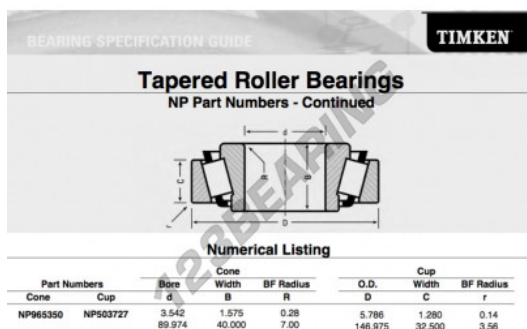 BEARING SPECIFICATION GUIDE
TIMKEN
Tapered Roller Bearings
NP Part Numbers - Continued
d
R
B
C
r
D
123BEARING
Numerical Listing
Cone Cup
Part Numbers Bore Width BF Radius O.D. Width BF Radius
Cone Cup d B R D C r
NP965350 NP503727 3.542 1.575 0.28 5.786 1.280 0.14
89.974 40.000 7.00 146.975 32.500 3.56